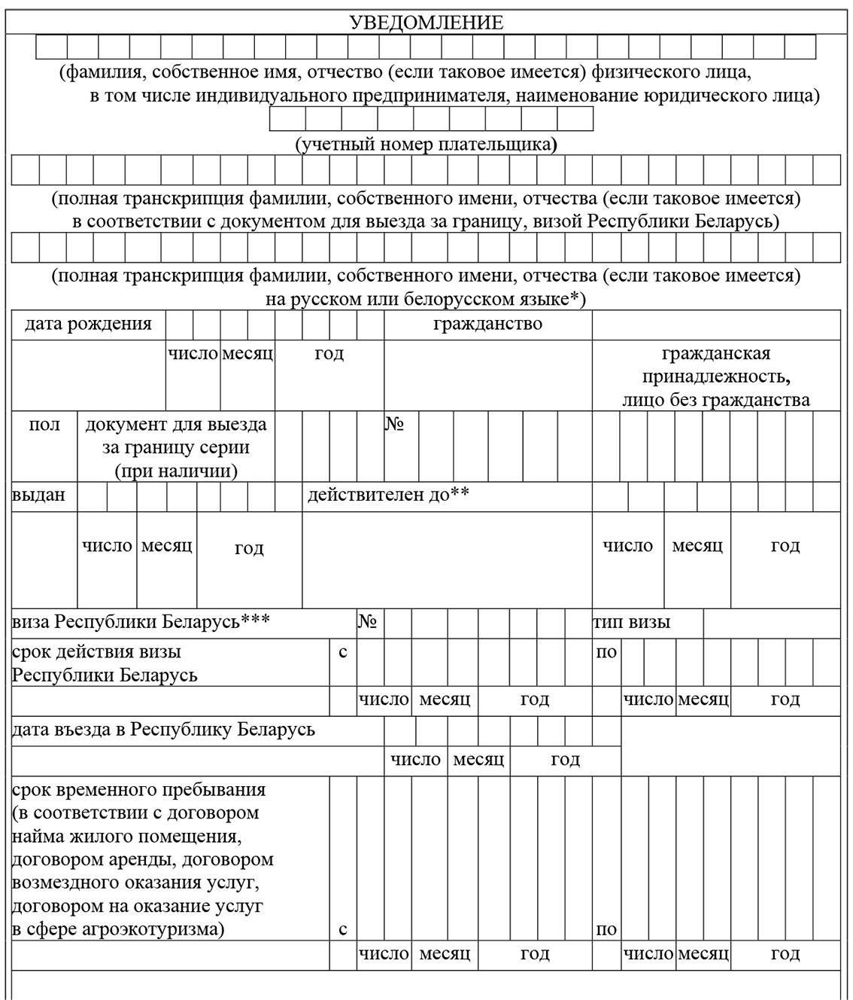 УВЕДОМЛЕНИЕ
(фамилия, собственное имя, отчество (если таковое имеется) физического лица,
в том числе индивидуального предпринимателя, наименование юридического лица)
(учетный номер плательщика)
(полная транскрипция фамилии, собственного имени, отчества (если таковое имеется)
в соответствии с документом для выезда за границу, визой Республики Беларусь)
(полная транскрипция фамилии, собственного имени, отчества (если таковое имеется)
на русском или белорусском языке*)
дата рождения гражданство
число месяц год гражданская
принадлежность,
лицо без гражданства
пол документ для выезда №
за границу серии
(при наличии)
выдан действителен до**
число месяц год число месяц год
виза Республики Беларусь*** № тип визы
срок действия визы с по
Республики Беларусь
число месяц год число месяц год
дата въезда в Республику Беларусь
число месяц год
срок временного пребывания
(в соответствии с договором
найма жилого помещения,
договором аренды, договором
возмездного оказания услуг,
договором на оказание услуг
в сфере агроэкотуризма) с по
число месяц год число месяц год